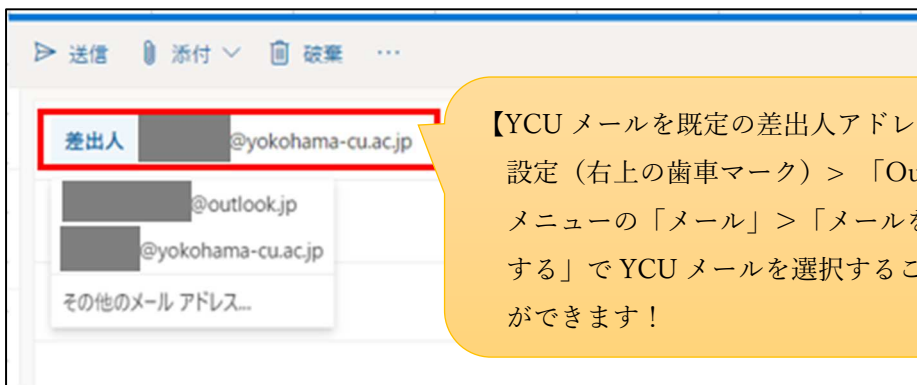 送信 添付 破棄 …
差出人 @yokohama-cu.ac.jp
@outlook.jp
@yokohama-cu.ac.jp
その他のメール アドレス...
【YCU メールを既定の差出人アドレ
設定（右上の歯車マーク）＞ 「Ou
メニューの「メール」＞「メールを
する」で YCU メールを選択するこ
ができます！